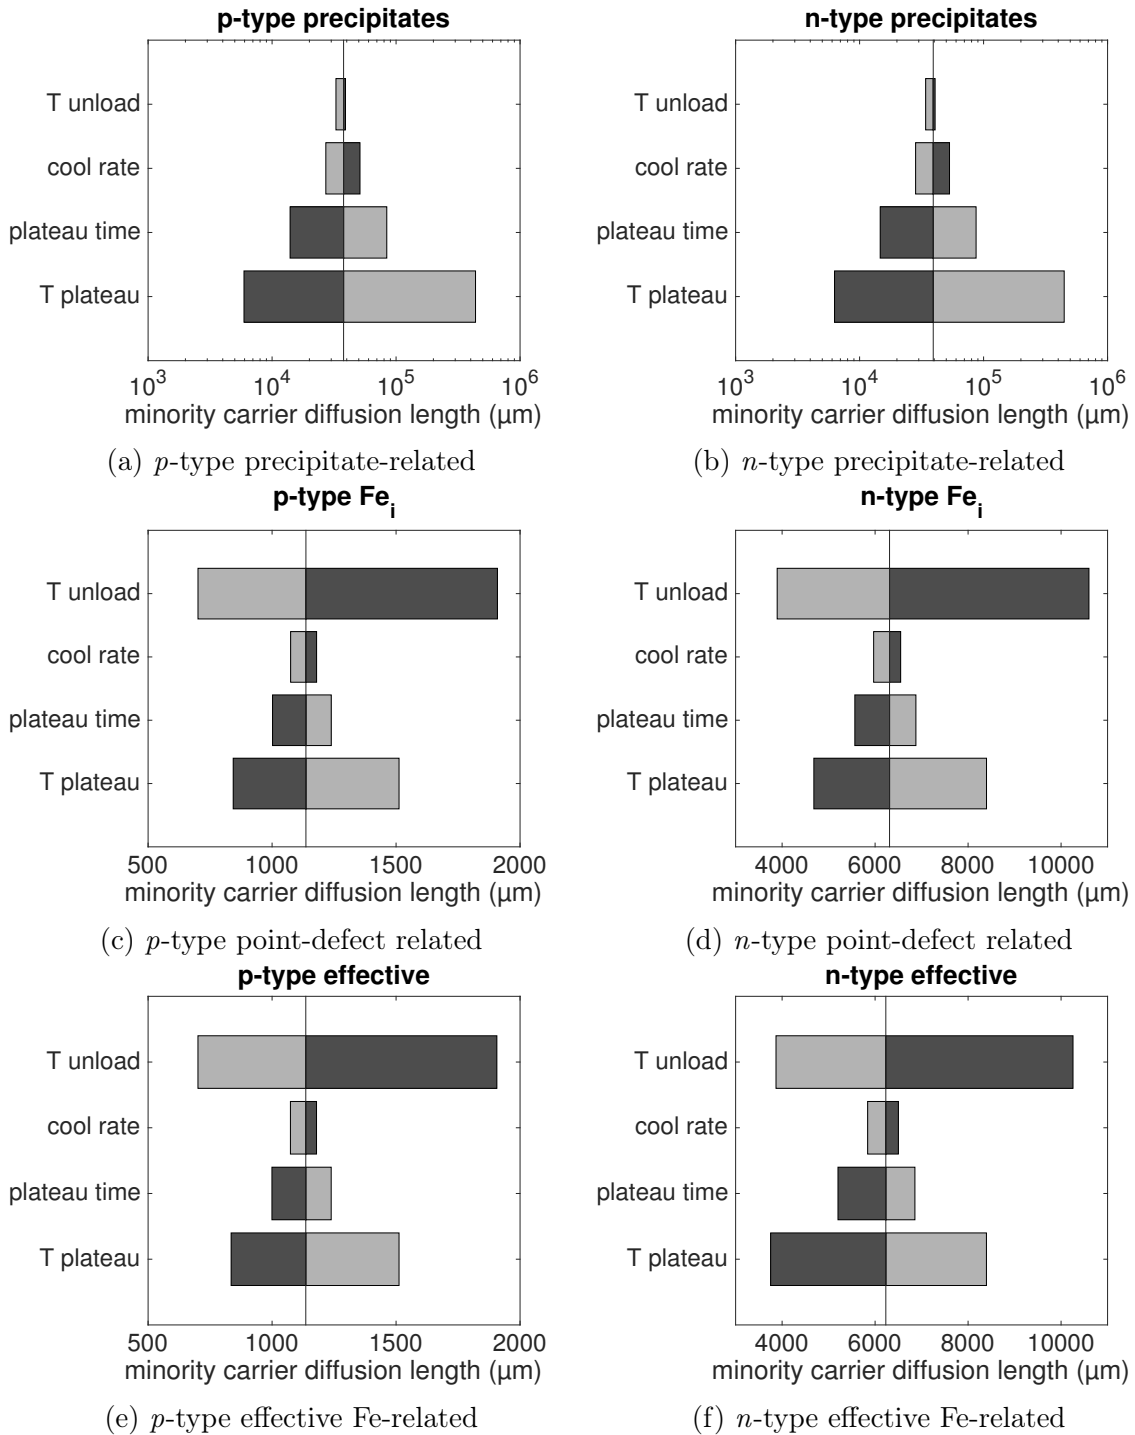 p-type precipitates
T unload
cool rate
plateau time
T plateau
10^3 10^4 10^5 10^6
minority carrier diffusion length (µm)
(a) p-type precipitate-related
n-type precipitates
T unload
cool rate
plateau time
T plateau
10^3 10^4 10^5 10^6
minority carrier diffusion length (µm)
(b) n-type precipitate-related
p-type Fe_i
T unload
cool rate
plateau time
T plateau
500 1000 1500 2000
minority carrier diffusion length (µm)
(c) p-type point-defect related
n-type Fe_i
T unload
cool rate
plateau time
T plateau
4000 6000 8000 10000
minority carrier diffusion length (µm)
(d) n-type point-defect related
p-type effective
T unload
cool rate
plateau time
T plateau
500 1000 1500 2000
minority carrier diffusion length (µm)
(e) p-type effective Fe-related
n-type effective
T unload
cool rate
plateau time
T plateau
4000 6000 8000 10000
minority carrier diffusion length (µm)
(f) n-type effective Fe-related